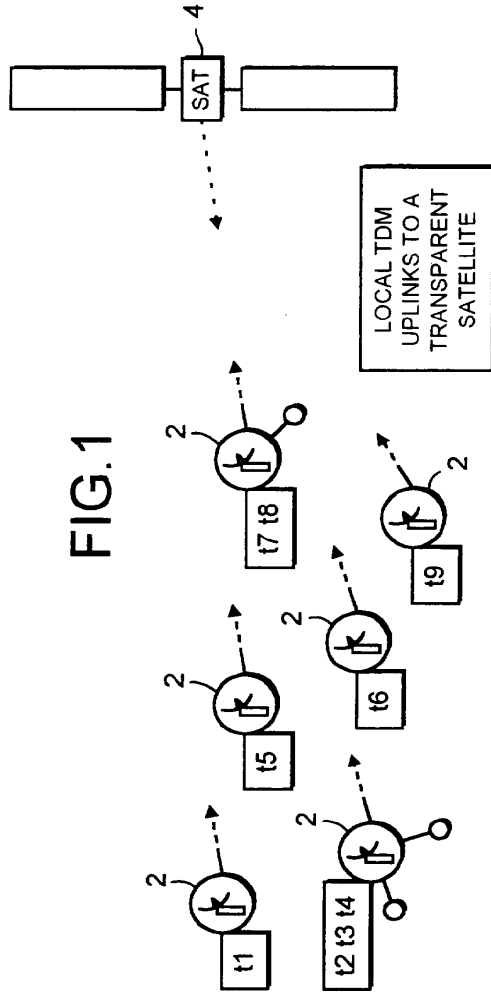 FIG.1
4
SAT
LOCAL TDM
UPLINKS TO A
TRANSPARENT
SATELLITE
2
t1
2
t5
2
t7 t8
2
t2 t3 t4
2
t6
2
t9